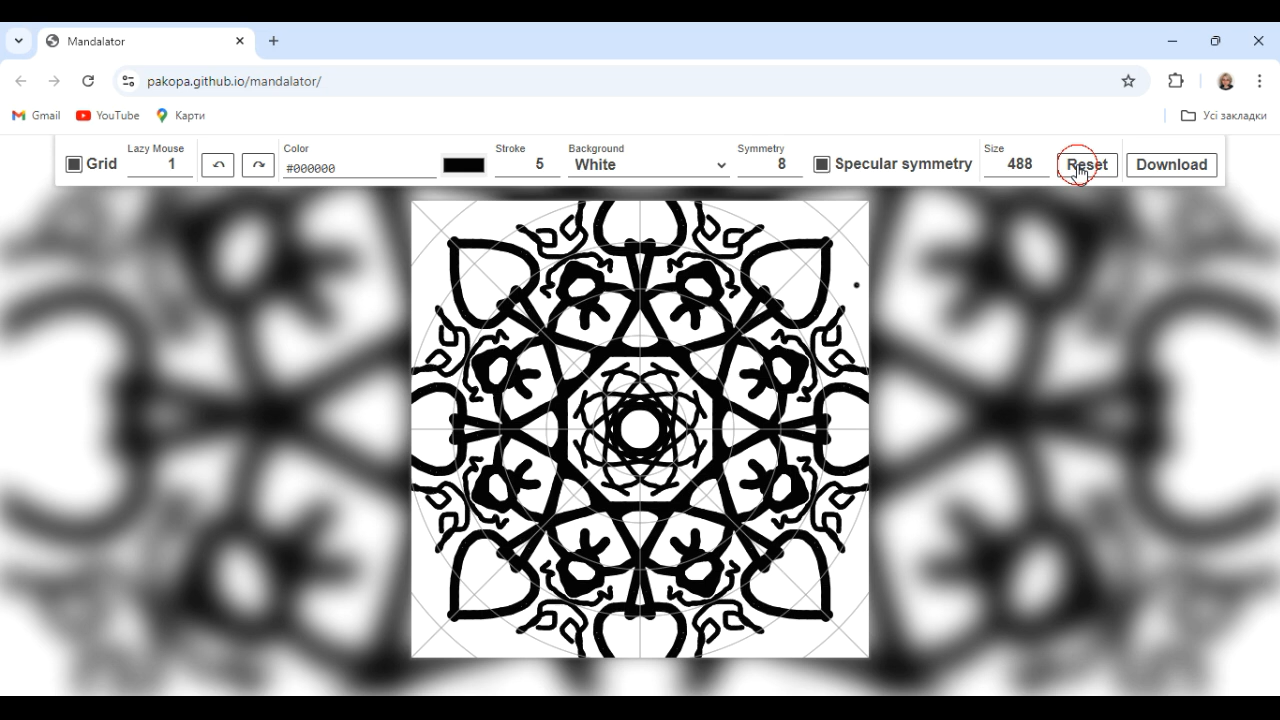 Mandalator
pakopa.github.io/mandalator/
Gmail YouTube Карти Усі закладки
Grid Lazy Mouse 1 Color #000000 Stroke 5 Background White Symmetry 8 Specular symmetry Size 488 Reset Download